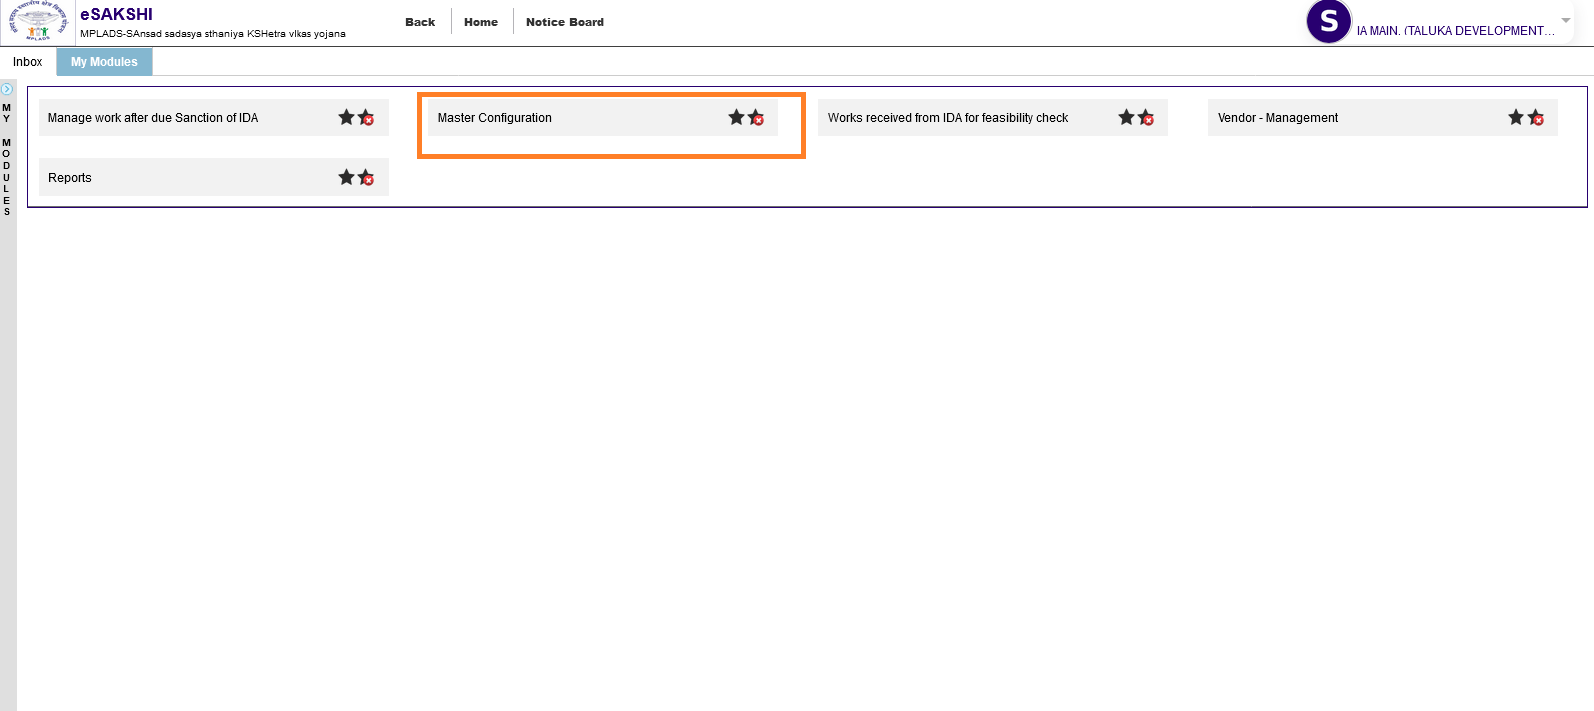 eSAKSHI
MPLADS-SAnsad sadasya sthaniya KSHetra vIkas yojana
Back
Home
Notice Board
S
IA MAIN. (TALUKA DEVELOPMENT...
Inbox
My Modules
MY MODULES
Manage work after due Sanction of IDA
Master Configuration
Works received from IDA for feasibility check
Vendor - Management
Reports
MPLADS